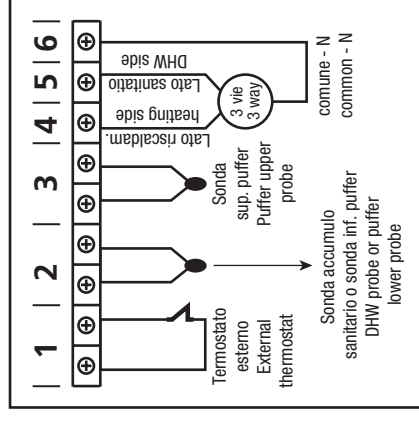 1
2
3
4
5
6
Termostato
esterno
External
thermostat
Sonda accumulo
sanitario o sonda inf. puffer
DHW probe or puffer
lower probe
Sonda
sup. puffer
Puffer upper
probe
Lato riscaldam.
heating side
Lato sanitatio
DHW side
3 vie
3 way
comune - N
common - N